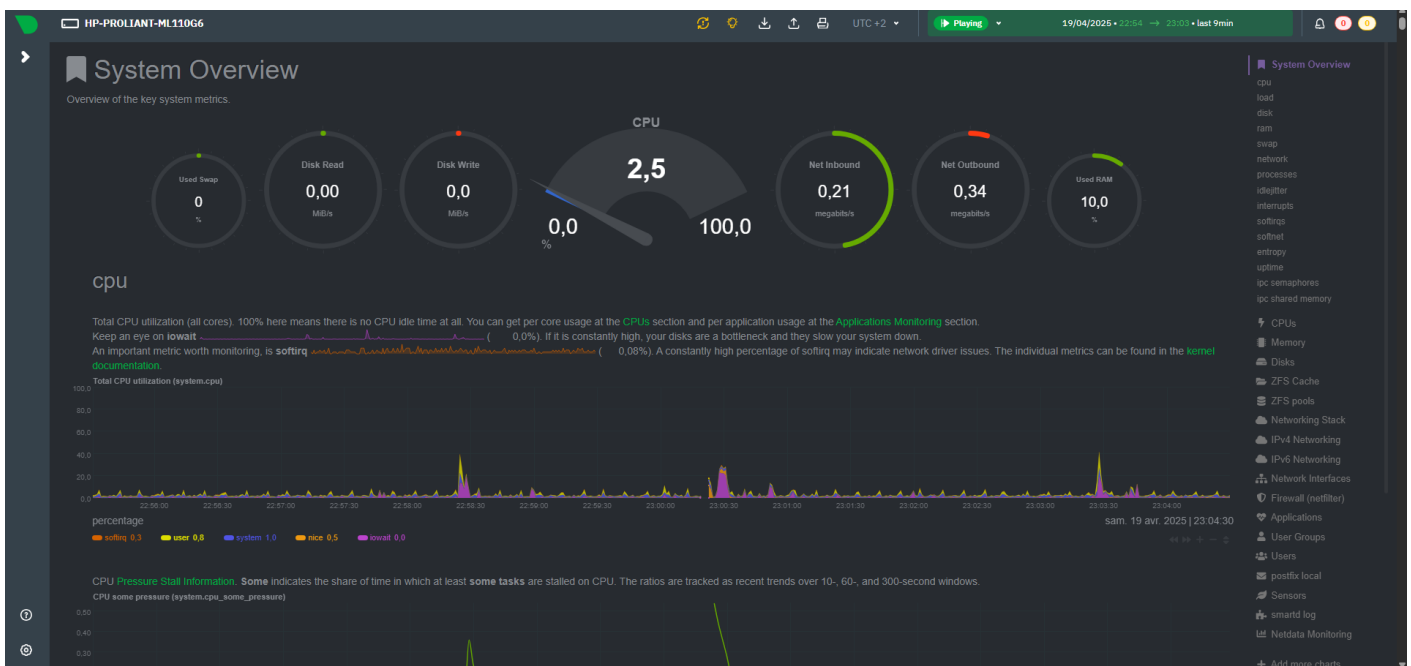 HP-PROLIANT-ML110G6
UTC +2
Playing
19/04/2025 • 22:54 → 23:03 • last 9min
0
0
System Overview
Overview of the key system metrics.
Used Swap
0
%
Disk Read
0,00
MiB/s
Disk Write
0,0
MiB/s
CPU
2,5
0,0
100,0
%
Net Inbound
0,21
megabits/s
Net Outbound
0,34
megabits/s
Used RAM
10,0
%
cpu
Total CPU utilization (all cores). 100% here means there is no CPU idle time at all. You can get per core usage at the CPUs section and per application usage at the Applications Monitoring section.
Keep an eye on iowait ( 0,0%). If it is constantly high, your disks are a bottleneck and they slow your system down.
An important metric worth monitoring, is softirq ( 0,08%). A constantly high percentage of softirq may indicate network driver issues. The individual metrics can be found in the kernel
documentation.
Total CPU utilization (system.cpu)
100,0
80,0
60,0
40,0
20,0
0,0
22:56:00 22:56:30 22:57:00 22:57:30 22:58:00 22:58:30 22:59:00 22:59:30 23:00:00 23:00:30 23:01:00 23:01:30 23:02:00 23:02:30 23:03:00 23:03:30 23:04:00
percentage
sam. 19 avr. 2025 | 23:04:30
softirq 0,3 user 0,8 system 1,0 nice 0,5 iowait 0,0
CPU Pressure Stall Information. Some indicates the share of time in which at least some tasks are stalled on CPU. The ratios are tracked as recent trends over 10-, 60-, and 300-second windows.
CPU some pressure (system.cpu_some_pressure)
0,50
0,40
0,30
System Overview
cpu
load
disk
ram
swap
network
processes
idlejitter
interrupts
softirqs
softnet
entropy
uptime
ipc semaphores
ipc shared memory
CPUs
Memory
Disks
ZFS Cache
ZFS pools
Networking Stack
IPv4 Networking
IPv6 Networking
Network Interfaces
Firewall (netfilter)
Applications
User Groups
Users
postfix local
Sensors
smartd log
Netdata Monitoring
Add more charts